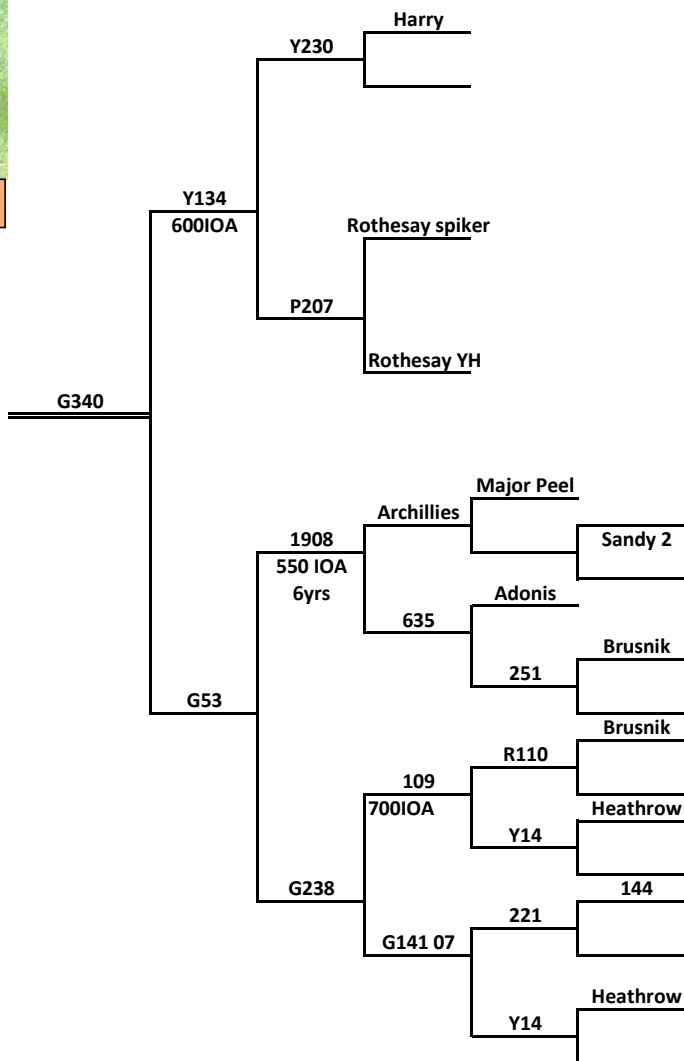 Harry
Y230
Y134
600IOA
Rothesay spiker
P207
Rothesay YH
G340
Major Peel
Archillies
1908
Sandy 2
550 IOA
6yrs
Adonis
635
Brusnik
251
G53
Brusnik
R110
109
700IOA
Heathrow
Y14
G238
144
221
G141 07
Heathrow
Y14